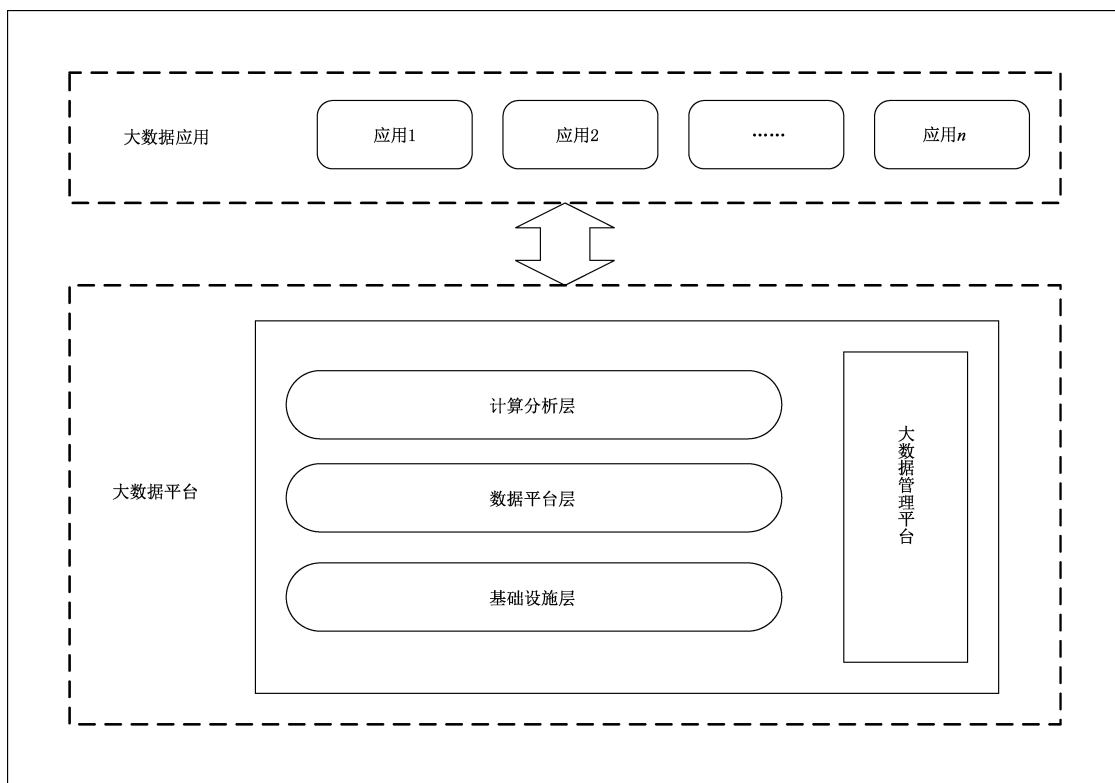 大数据应用
应用1
应用2
……
应用n
大数据平台
计算分析层
数据平台层
基础设施层
大数据管理平台